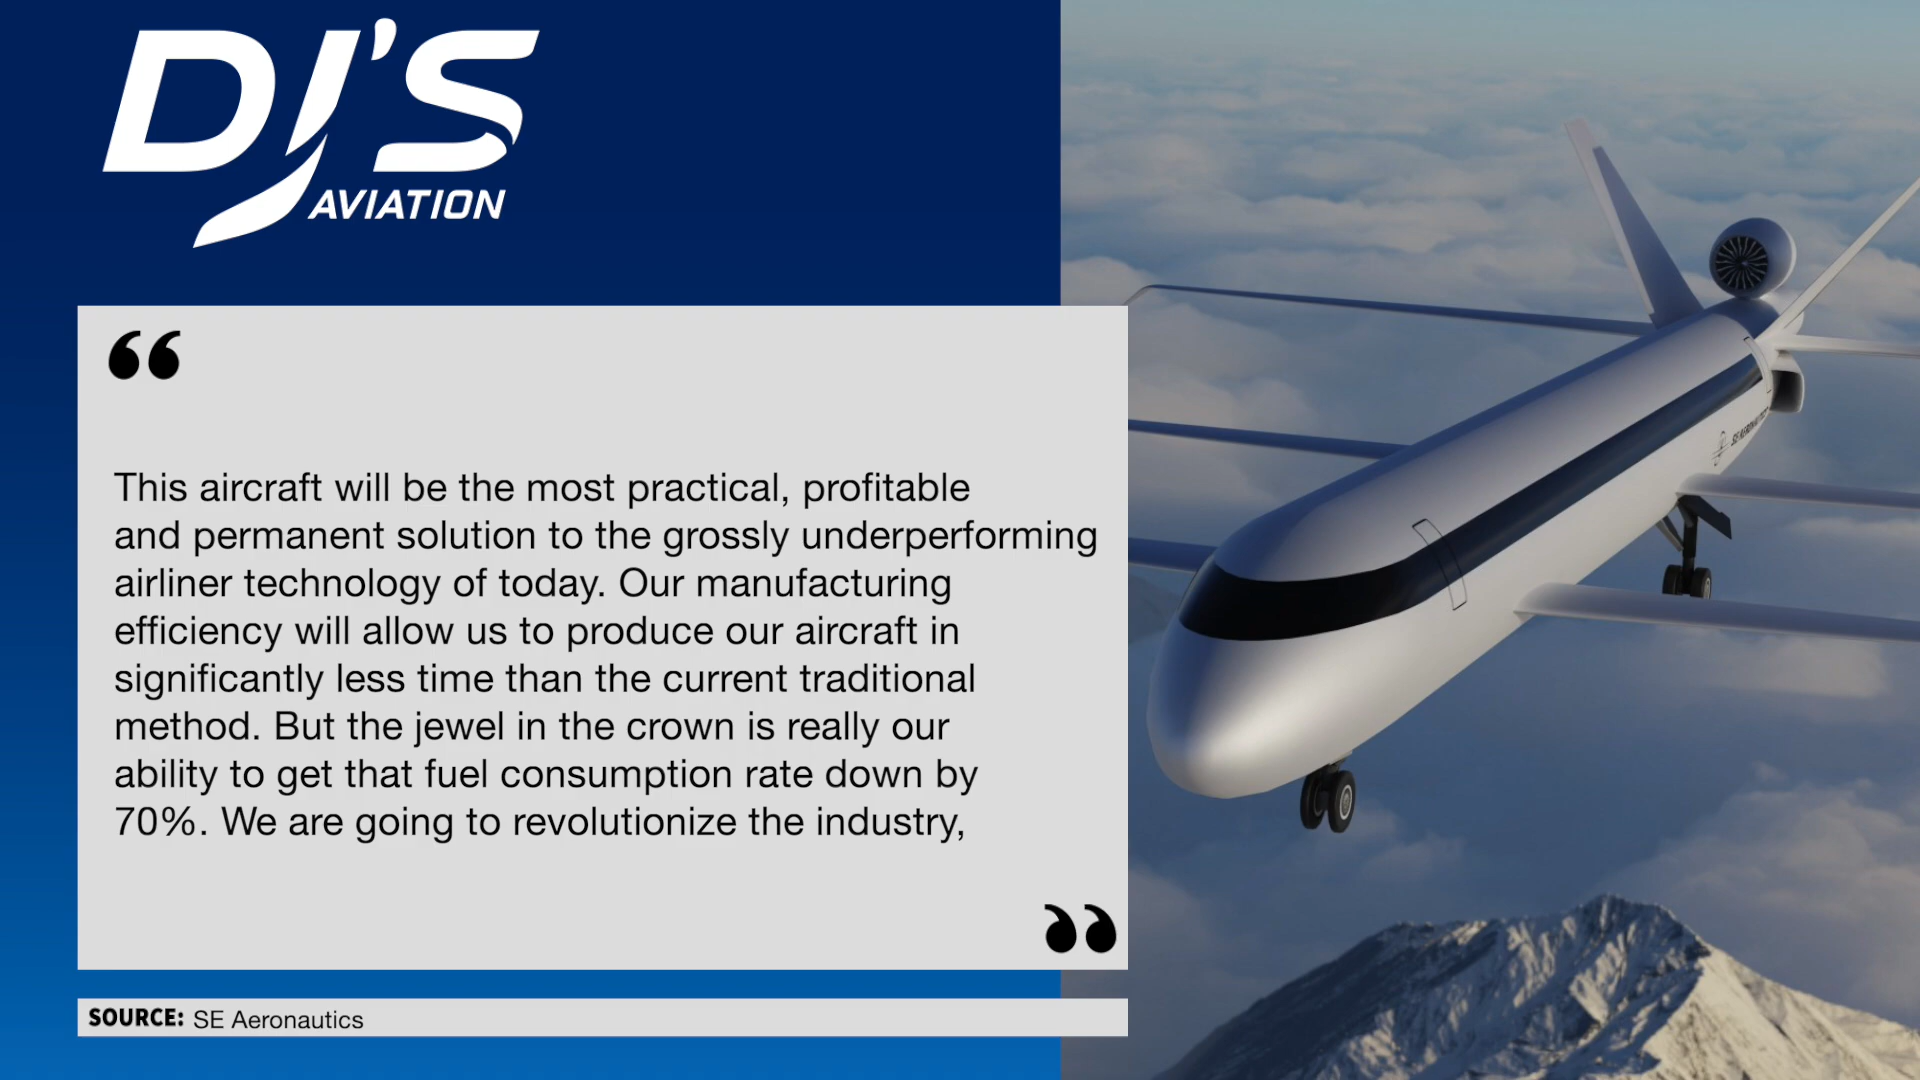 DJ'S
AVIATION
This aircraft will be the most practical, profitable
and permanent solution to the grossly underperforming
airliner technology of today. Our manufacturing
efficiency will allow us to produce our aircraft in
significantly less time than the current traditional
method. But the jewel in the crown is really our
ability to get that fuel consumption rate down by
70%. We are going to revolutionize the industry,
SOURCE: SE Aeronautics